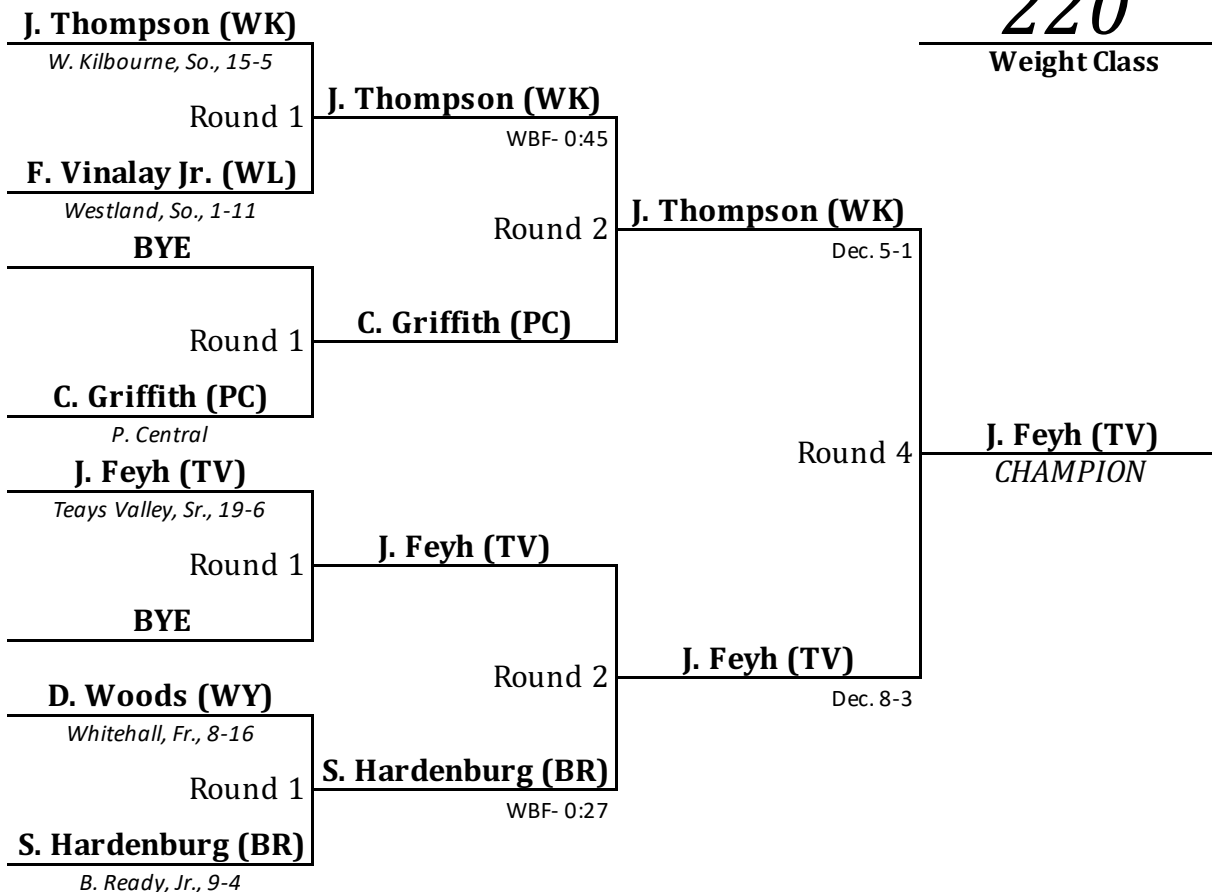 J. Thompson (WK)
220
W. Kilbourne, So., 15-5
Weight Class
Round 1
J. Thompson (WK)
WBF- 0:45
F. Vinalay Jr. (WL)
Westland, So., 1-11
J. Thompson (WK)
Round 2
Dec. 5-1
BYE
Round 1
C. Griffith (PC)
C. Griffith (PC)
P. Central
Round 4
J. Feyh (TV)
CHAMPION
J. Feyh (TV)
Teays Valley, Sr., 19-6
Round 1
J. Feyh (TV)
BYE
Round 2
J. Feyh (TV)
Dec. 8-3
D. Woods (WY)
Whitehall, Fr., 8-16
Round 1
S. Hardenburg (BR)
WBF- 0:27
S. Hardenburg (BR)
B. Ready, Jr., 9-4